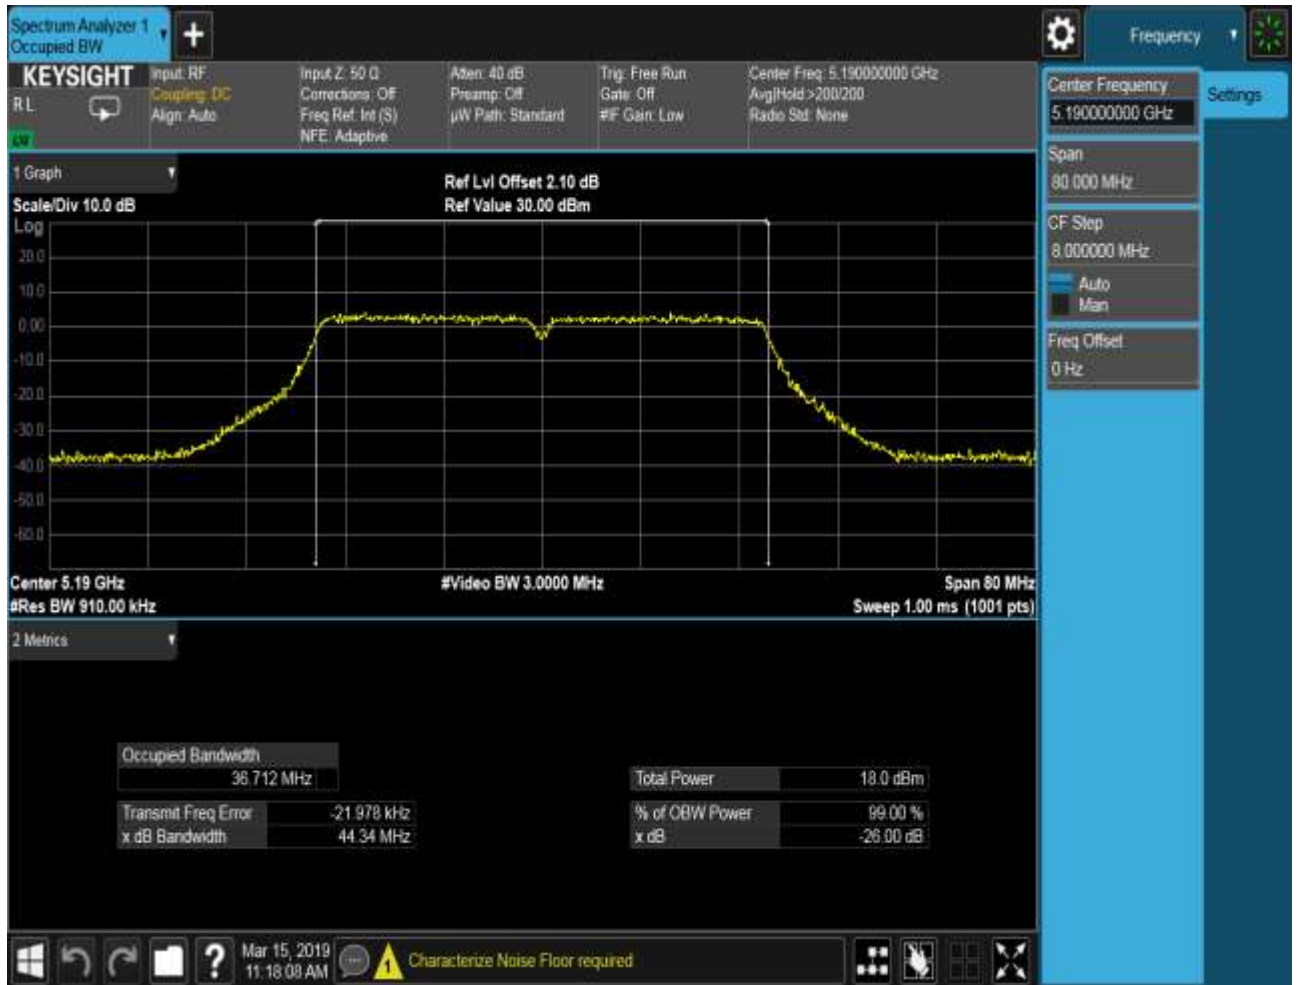 Spectrum Analyzer 1
Occupied BW
Frequency
KEYSIGHT
R L
Input: RF
Coupling: DC
Align: Auto
Input Z: 50 Ω
Corrections: Off
Freq Ref: Int (S)
NFE: Adaptive
Atten: 40 dB
Preamp: Off
µW Path: Standard
Trig: Free Run
Gate: Off
#IF Gain: Low
Center Freq: 5.190000000 GHz
Avg|Hold:>200/200
Radio Std: None
Center Frequency
5.190000000 GHz
Settings
Span
80.000 MHz
CF Step
8.000000 MHz
Auto
Man
Freq Offset
0 Hz
1 Graph
Scale/Div 10.0 dB
Ref Lvl Offset 2.10 dB
Ref Value 30.00 dBm
Log
20.0
10.0
0.00
-10.0
-20.0
-30.0
-40.0
-50.0
-60.0
Center 5.19 GHz
#Video BW 3.0000 MHz
Span 80 MHz
#Res BW 910.00 kHz
Sweep 1.00 ms (1001 pts)
2 Metrics
Occupied Bandwidth
36.712 MHz
Total Power 18.0 dBm
Transmit Freq Error -21.978 kHz
% of OBW Power 99.00 %
x dB Bandwidth 44.34 MHz
x dB -26.00 dB
?
Mar 15, 2019
11:18:08 AM
1
Characterize Noise Floor required